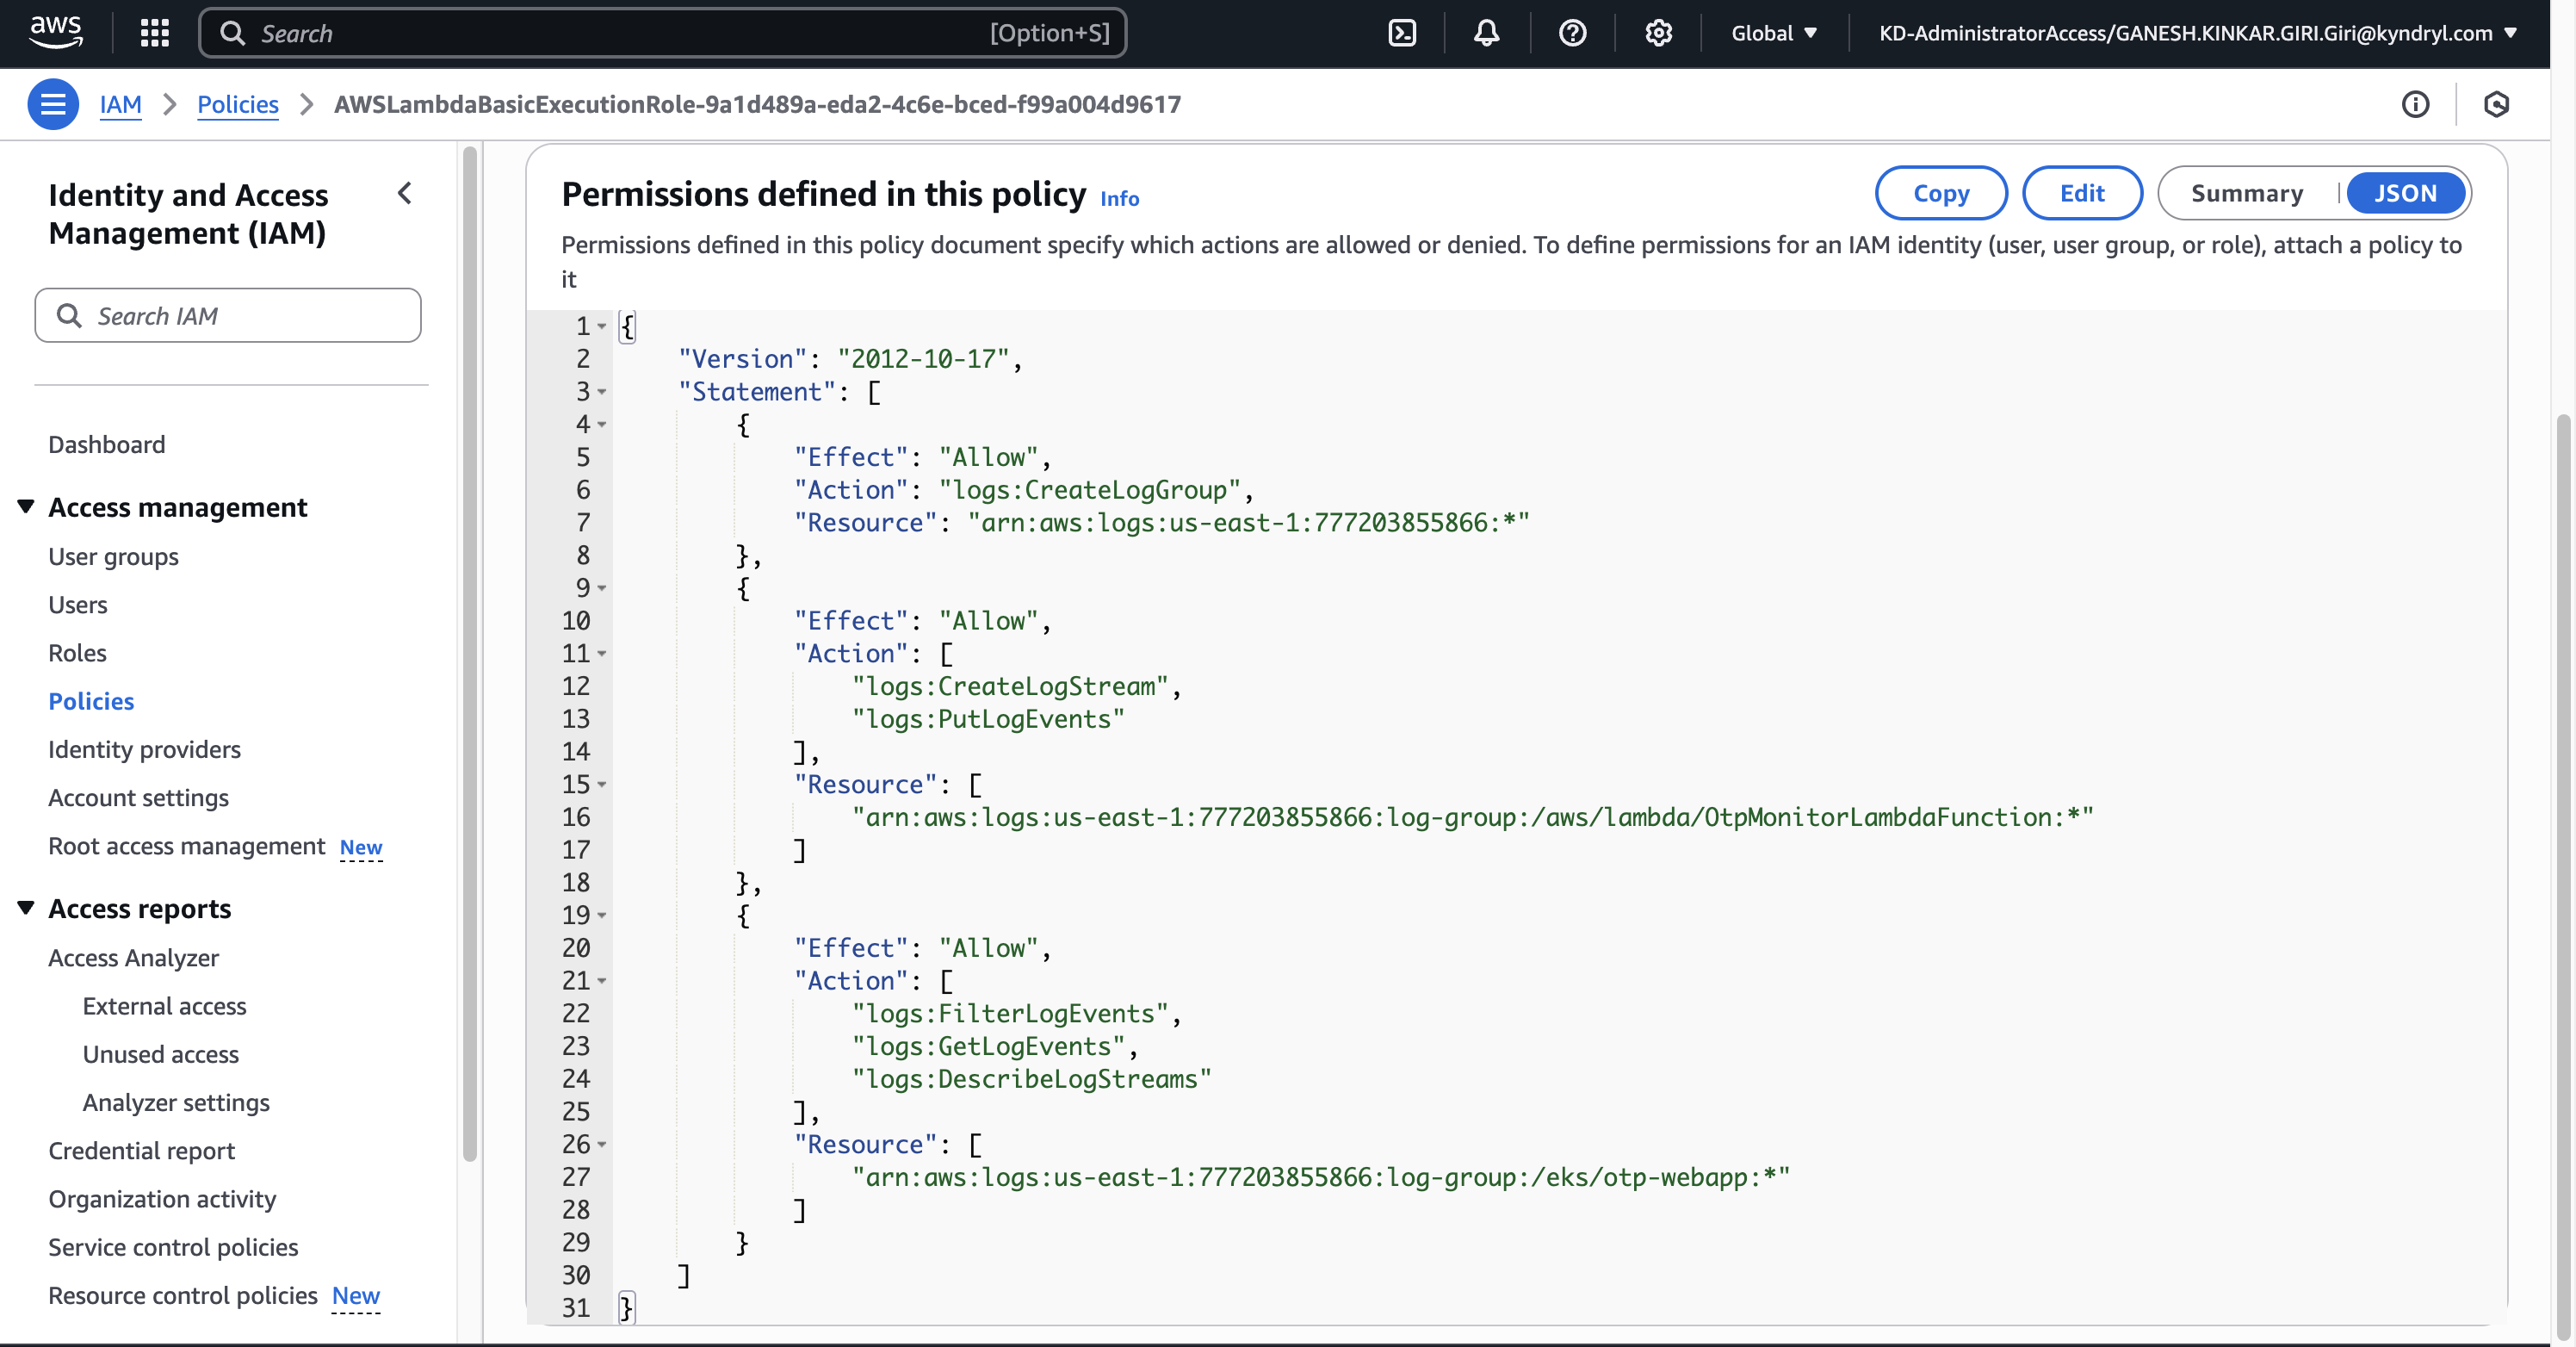 aws
Search
[Option+S]
Global
KD-AdministratorAccess/GANESH.KINKAR.GIRI.Giri@kyndryl.com
IAM
Policies
AWSLambdaBasicExecutionRole-9a1d489a-eda2-4c6e-bced-f99a004d9617
Identity and Access
Management (IAM)
Search IAM
Dashboard
Access management
User groups
Users
Roles
Policies
Identity providers
Account settings
Root access management New
Access reports
Access Analyzer
External access
Unused access
Analyzer settings
Credential report
Organization activity
Service control policies
Resource control policies New
Permissions defined in this policy Info
Copy
Edit
Summary
JSON
Permissions defined in this policy document specify which actions are allowed or denied. To define permissions for an IAM identity (user, user group, or role), attach a policy to
it
1 {
2 "Version": "2012-10-17",
3 "Statement": [
4 {
5 "Effect": "Allow",
6 "Action": "logs:CreateLogGroup",
7 "Resource": "arn:aws:logs:us-east-1:777203855866:*"
8 },
9 {
10 "Effect": "Allow",
11 "Action": [
12 "logs:CreateLogStream",
13 "logs:PutLogEvents"
14 ],
15 "Resource": [
16 "arn:aws:logs:us-east-1:777203855866:log-group:/aws/lambda/OtpMonitorLambdaFunction:*"
17 ]
18 },
19 {
20 "Effect": "Allow",
21 "Action": [
22 "logs:FilterLogEvents",
23 "logs:GetLogEvents",
24 "logs:DescribeLogStreams"
25 ],
26 "Resource": [
27 "arn:aws:logs:us-east-1:777203855866:log-group:/eks/otp-webapp:*"
28 ]
29 }
30 ]
31 }